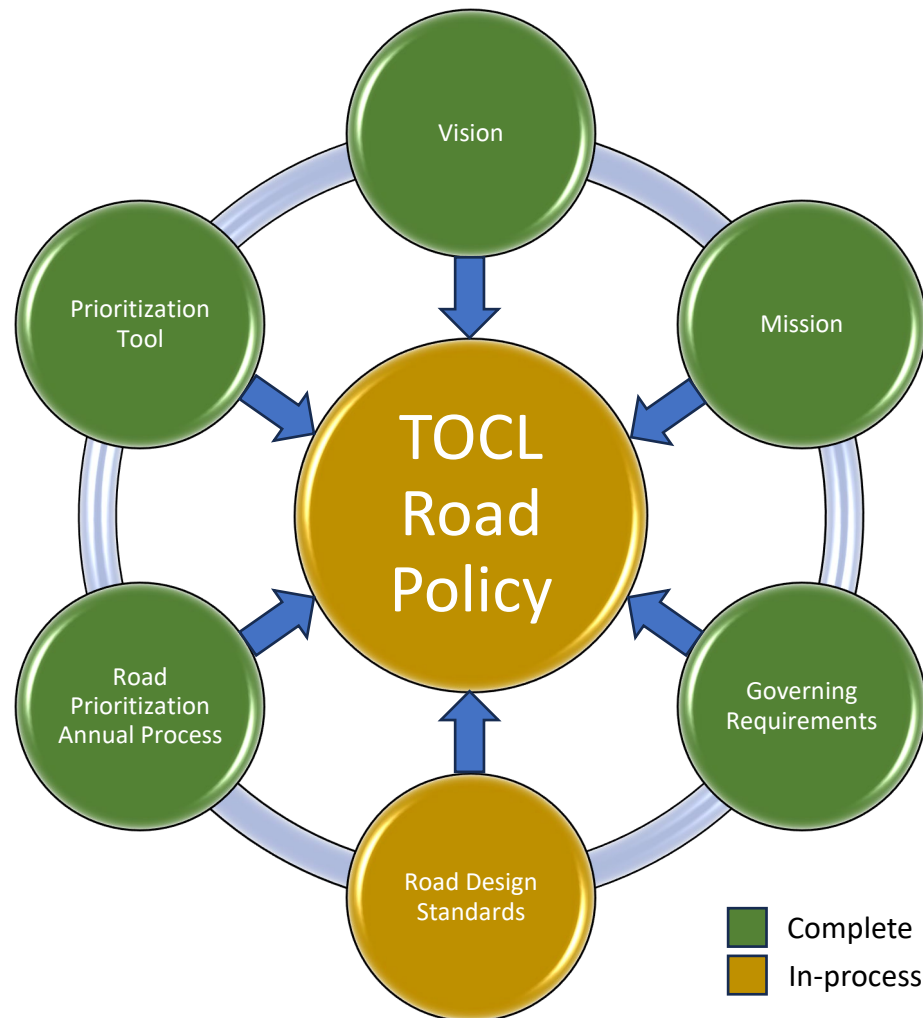 Vision
Prioritization
Tool
Mission
TOCL
Road
Policy
Road
Prioritization
Annual Process
Governing
Requirements
Road Design
Standards
Complete
In-process